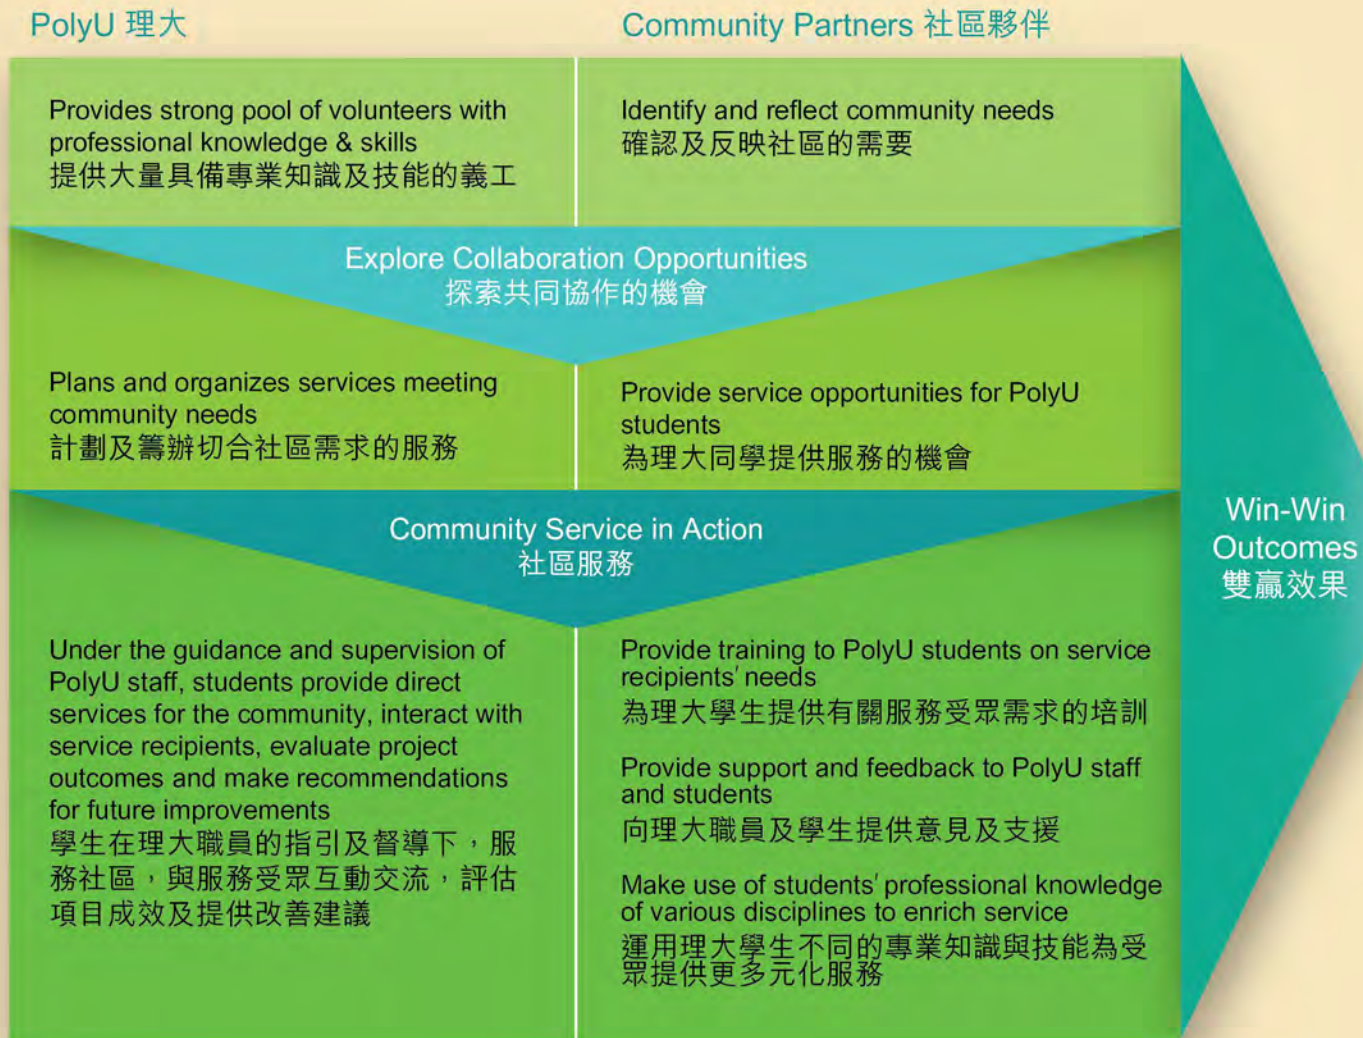 PolyU 理大
Community Partners 社區夥伴
Provides strong pool of volunteers with
professional knowledge & skills
提供大量具備專業知識及技能的義工
Identify and reflect community needs
確認及反映社區的需要
Explore Collaboration Opportunities
探索共同協作的機會
Plans and organizes services meeting
community needs
計劃及籌辦切合社區需求的服務
Provide service opportunities for PolyU
students
為理大同學提供服務的機會
Community Service in Action
社區服務
Under the guidance and supervision of
PolyU staff, students provide direct
services for the community, interact with
service recipients, evaluate project
outcomes and make recommendations
for future improvements
學生在理大職員的指引及督導下，服
務社區，與服務受眾互動交流，評估
項目成效及提供改善建議
Provide training to PolyU students on service
recipients' needs
為理大學生提供有關服務受眾需求的培訓
Provide support and feedback to PolyU staff
and students
向理大職員及學生提供意見及支援
Make use of students' professional knowledge
of various disciplines to enrich service
運用理大學生不同的專業知識與技能為受
眾提供更多元化服務
Win-Win
Outcomes
雙贏效果